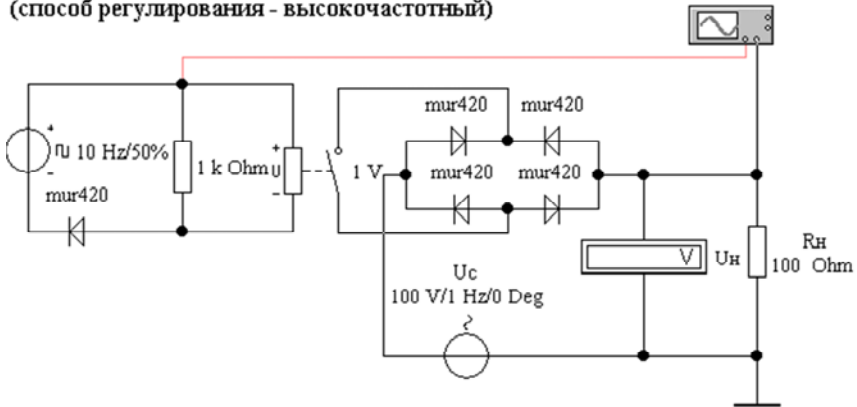 (способ регулирования - высокочастотный)
mur420
mur420
+
-
10 Hz/50%
1 k Ohm
+
U
-
1 V
mur420
mur420
mur420
V
Uн
Rн
100 Ohm
Uс
100 V/1 Hz/0 Deg